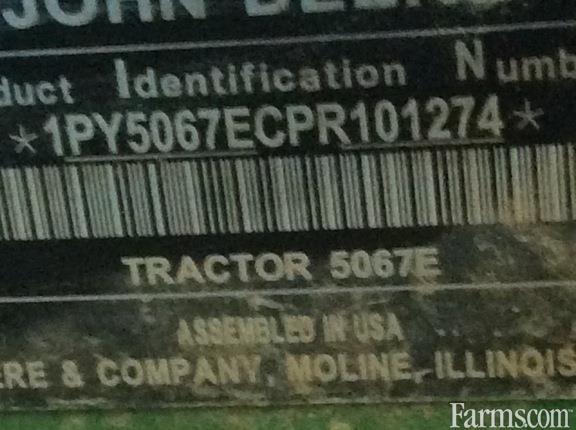 JOHN DEERE
duct Identification Numb
*1PY5067ECPR101274*
TRACTOR 5067E
ASSEMBLED IN USA
ERE & COMPANY, MOLINE, ILLINOIS
Farms.com